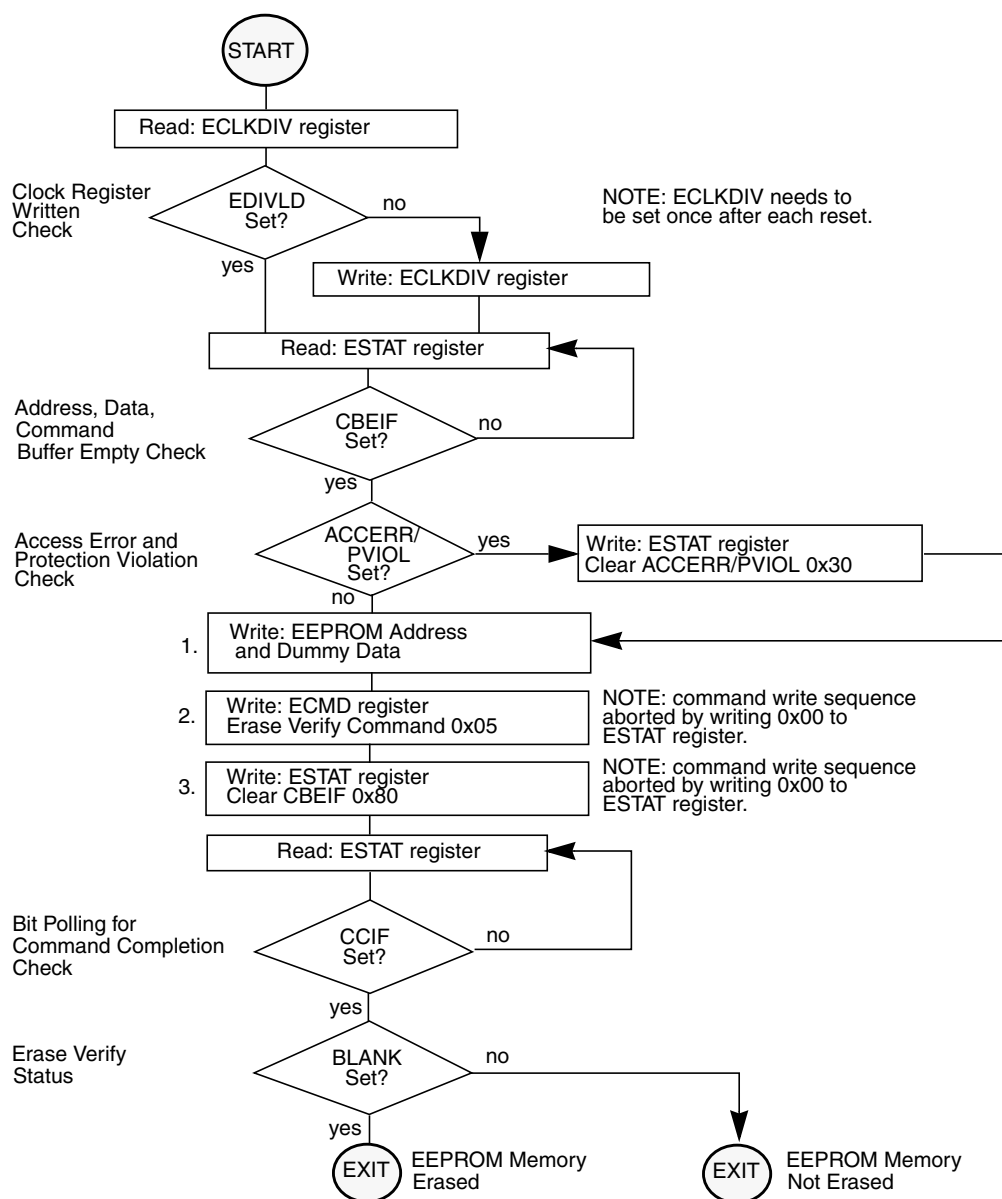 START
Read: ECLKDIV register
Clock Register
Written
Check
EDIVLD
Set?
no
yes
NOTE: ECLKDIV needs to
be set once after each reset.
Write: ECLKDIV register
Read: ESTAT register
Address, Data,
Command
Buffer Empty Check
CBEIF
Set?
no
yes
Access Error and
Protection Violation
Check
ACCERR/
PVIOL
Set?
yes
no
Write: ESTAT register
Clear ACCERR/PVIOL 0x30
1.
Write: EEPROM Address
and Dummy Data
2.
Write: ECMD register
Erase Verify Command 0x05
NOTE: command write sequence
aborted by writing 0x00 to
ESTAT register.
3.
Write: ESTAT register
Clear CBEIF 0x80
NOTE: command write sequence
aborted by writing 0x00 to
ESTAT register.
Read: ESTAT register
Bit Polling for
Command Completion
Check
CCIF
Set?
no
yes
Erase Verify
Status
BLANK
Set?
no
yes
EXIT
EEPROM Memory
Erased
EXIT
EEPROM Memory
Not Erased